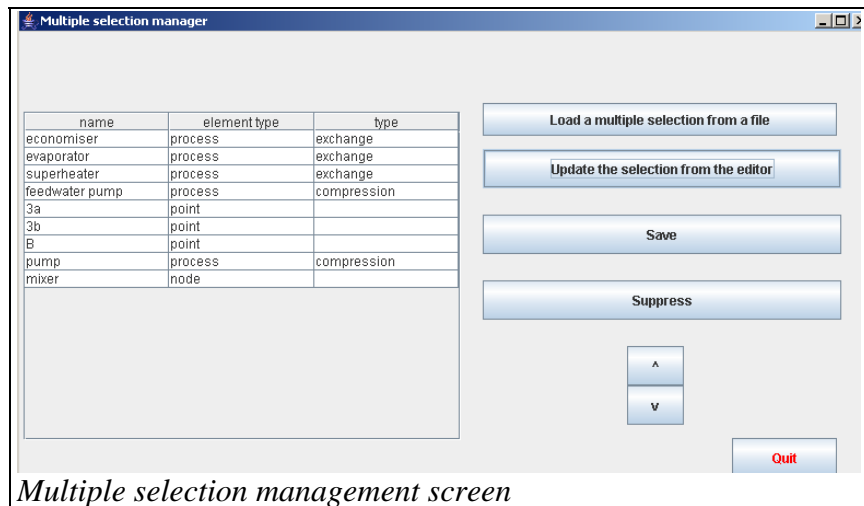 Multiple selection manager
name element type type
economiser process exchange
evaporator process exchange
superheater process exchange
feedwater pump process compression
3a point
3b point
B point
pump process compression
mixer node
Load a multiple selection from a file
Update the selection from the editor
Save
Suppress
^
v
Quit
Multiple selection management screen